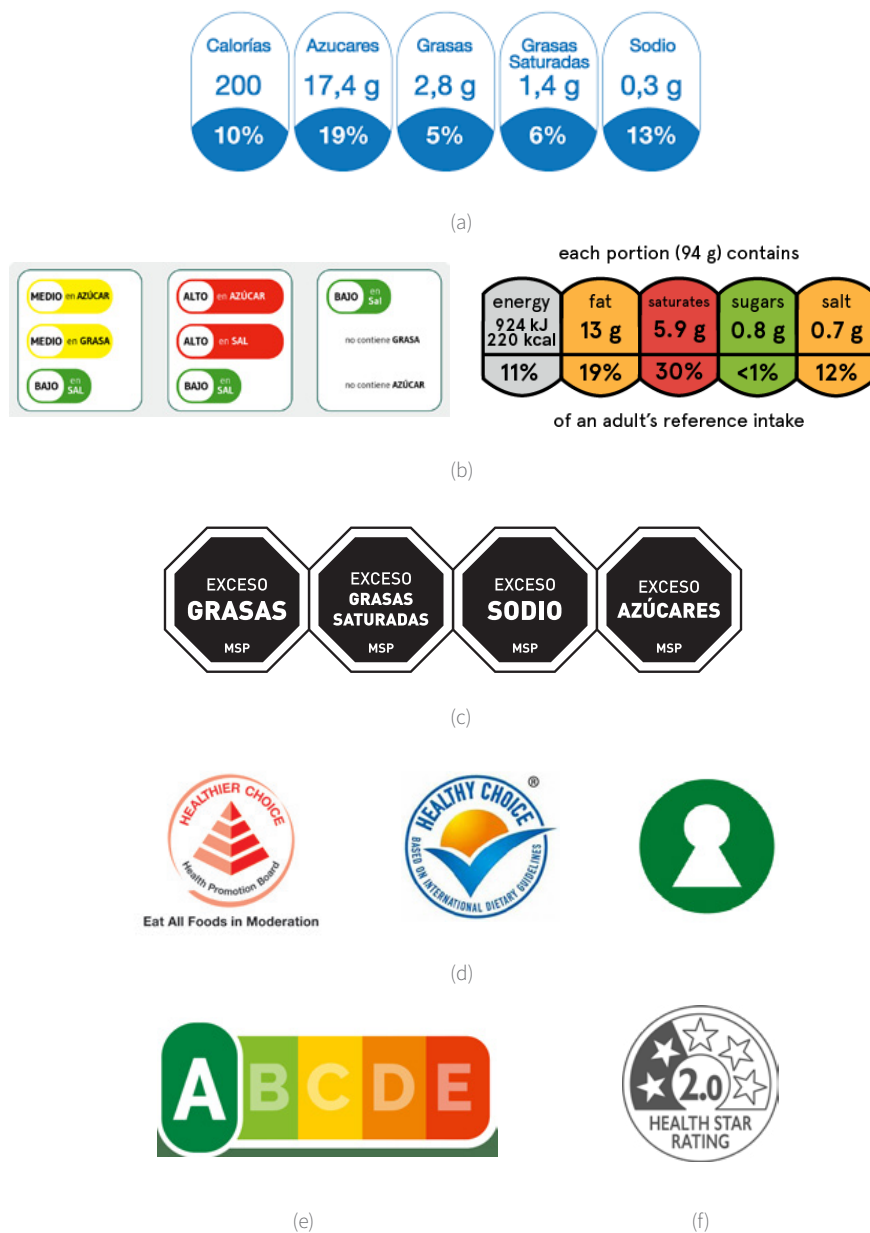 Calorías Azucares Grasas Grasas Saturadas Sodio
200 17,4 g 2,8 g 1,4 g 0,3 g
10% 19% 5% 6% 13%
(a)
MEDIO en AZÚCAR
MEDIO en GRASA
BAJO en SAL
ALTO en AZÚCAR
ALTO en SAL
BAJO en SAL
BAJO en Sal
no contiene GRASA
no contiene AZÚCAR
each portion (94 g) contains
energy fat saturates sugars salt
924 kJ
220 kcal 13 g 5.9 g 0.8 g 0.7 g
11% 19% 30% <1% 12%
of an adult's reference intake
(b)
EXCESO
GRASAS
MSP
EXCESO
GRASAS
SATURADAS
MSP
EXCESO
SODIO
MSP
EXCESO
AZÚCARES
MSP
(c)
HEALTHIER CHOICE
Health Promotion Board
Eat All Foods in Moderation
HEALTHY CHOICE ®
BASED ON INTERNATIONAL DIETARY GUIDELINES
(d)
A B C D E
2.0
HEALTH STAR
RATING
(e)
(f)